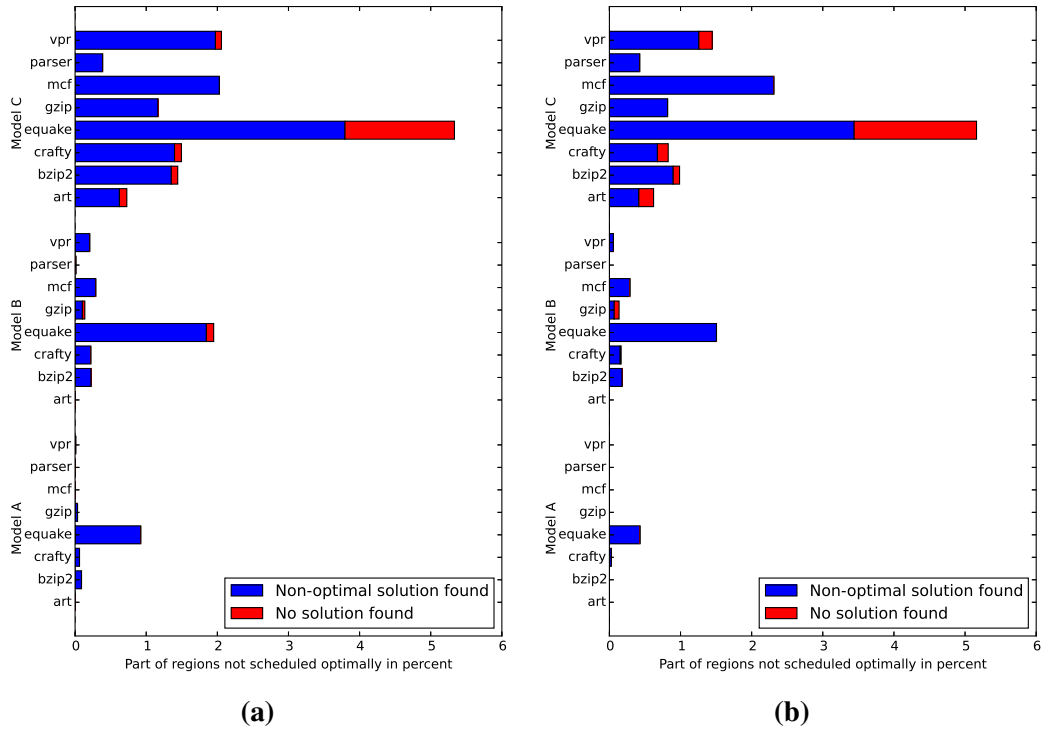 Model C
vpr
parser
mcf
gzip
equake
crafty
bzip2
art
Model B
vpr
parser
mcf
gzip
equake
crafty
bzip2
art
Model A
vpr
parser
mcf
gzip
equake
crafty
bzip2
art
Non-optimal solution found
No solution found
0 1 2 3 4 5 6
Part of regions not scheduled optimally in percent
(a)
Model C
vpr
parser
mcf
gzip
equake
crafty
bzip2
art
Model B
vpr
parser
mcf
gzip
equake
crafty
bzip2
art
Model A
vpr
parser
mcf
gzip
equake
crafty
bzip2
art
Non-optimal solution found
No solution found
0 1 2 3 4 5 6
Part of regions not scheduled optimally in percent
(b)